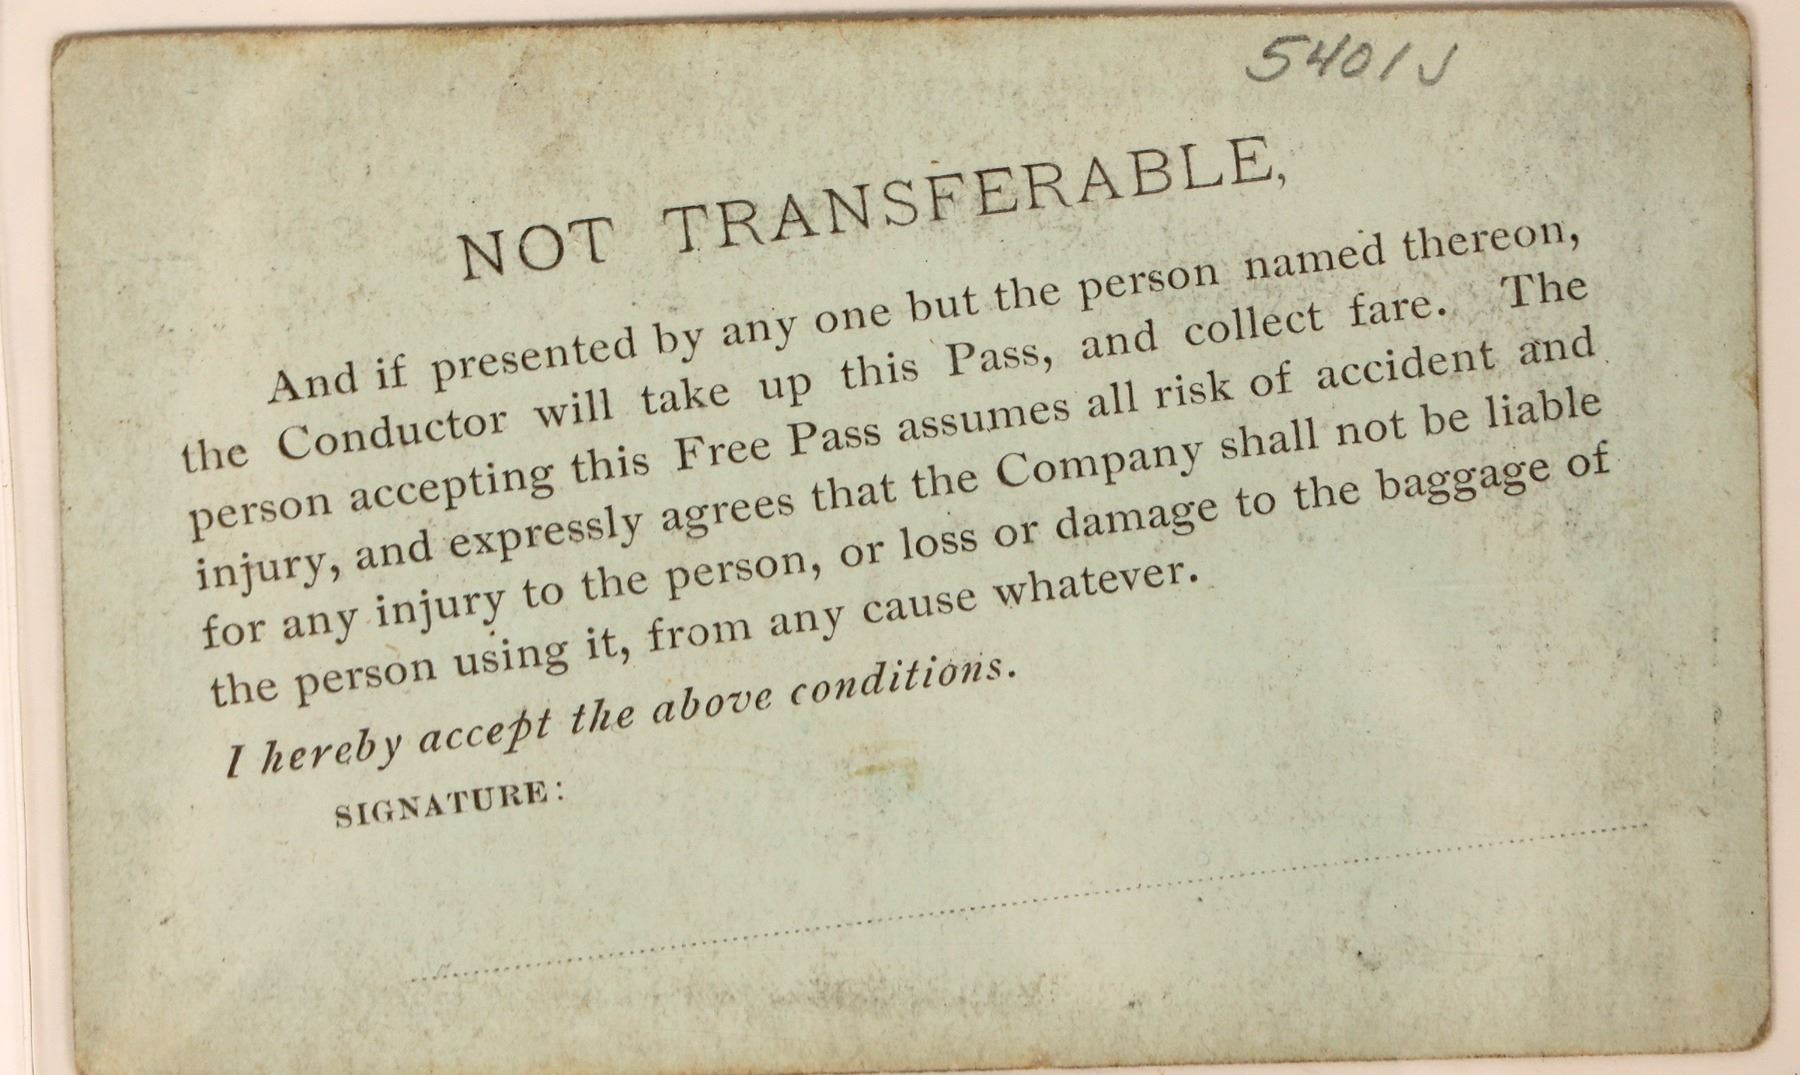 5401J
NOT TRANSFERABLE,
And if presented by any one but the person named thereon,
the Conductor will take up this Pass, and collect fare. The
person accepting this Free Pass assumes all risk of accident and
injury, and expressly agrees that the Company shall not be liable
for any injury to the person, or loss or damage to the baggage of
the person using it, from any cause whatever.
I hereby accept the above conditions.
SIGNATURE: